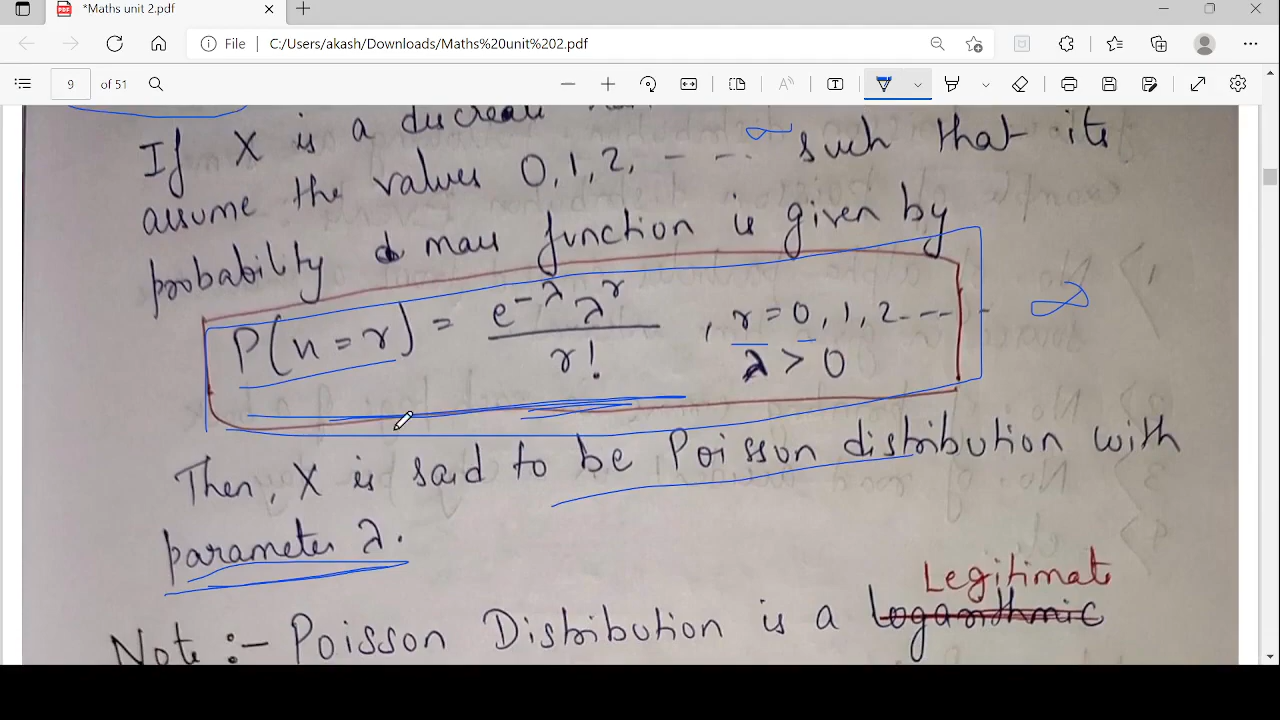 *Maths unit 2.pdf
File C:/Users/akash/Downloads/Maths%20unit%202.pdf
9 of 51
If X is a
assume the values 0, 1, 2, - - - ∞ such that its
probability mass function is given by
P(n = r) = e^-λ λ^r / r! , r = 0, 1, 2 - - - - ∞
λ > 0
Then, X is said to be Poisson distribution with
parameter λ.
Legitimate
Note :- Poisson Distribution is a logarithmic